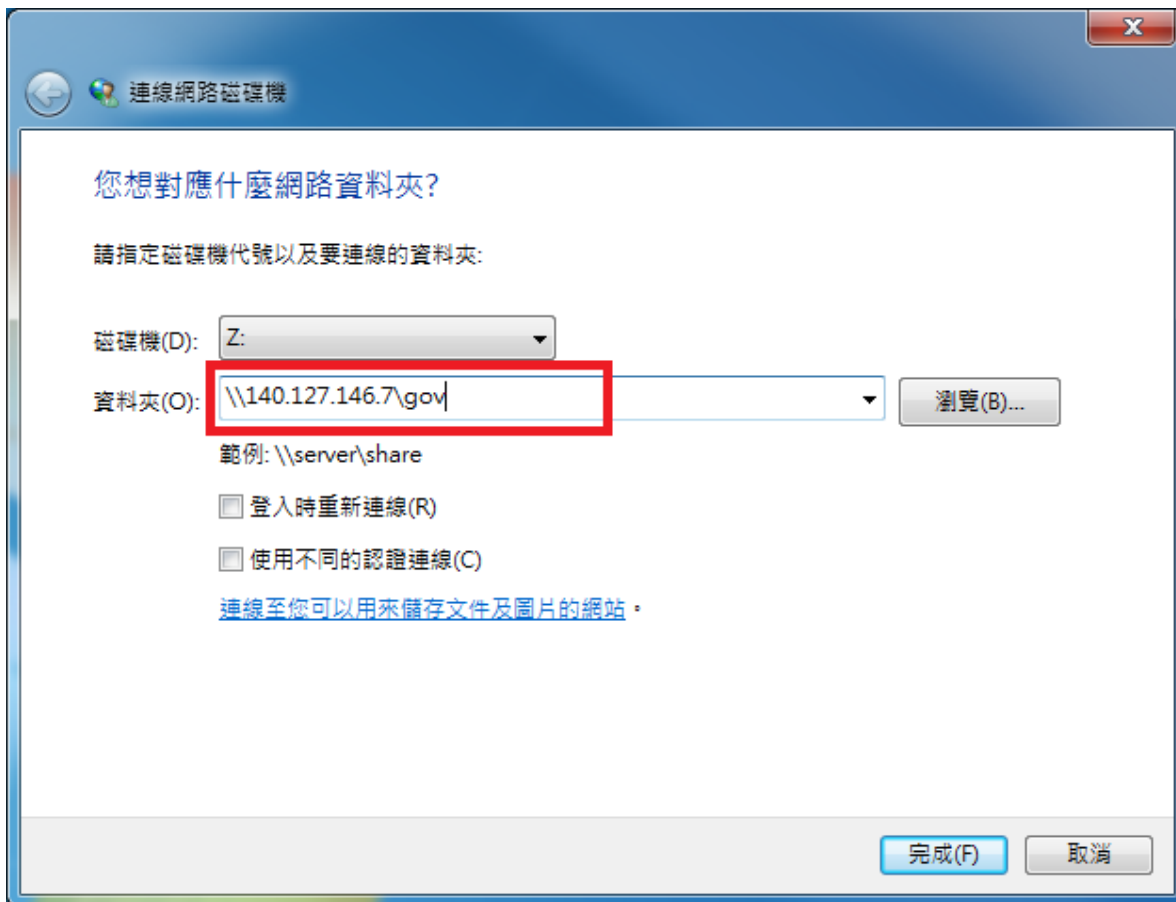 連線網路磁碟機
您想對應什麼網路資料夾?
請指定磁碟機代號以及要連線的資料夾:
磁碟機(D): Z:
資料夾(O): \\140.127.146.7\gov 瀏覽(B)...
範例: \\server\share
登入時重新連線(R)
使用不同的認證連線(C)
連線至您可以用來儲存文件及圖片的網站。
完成(F) 取消